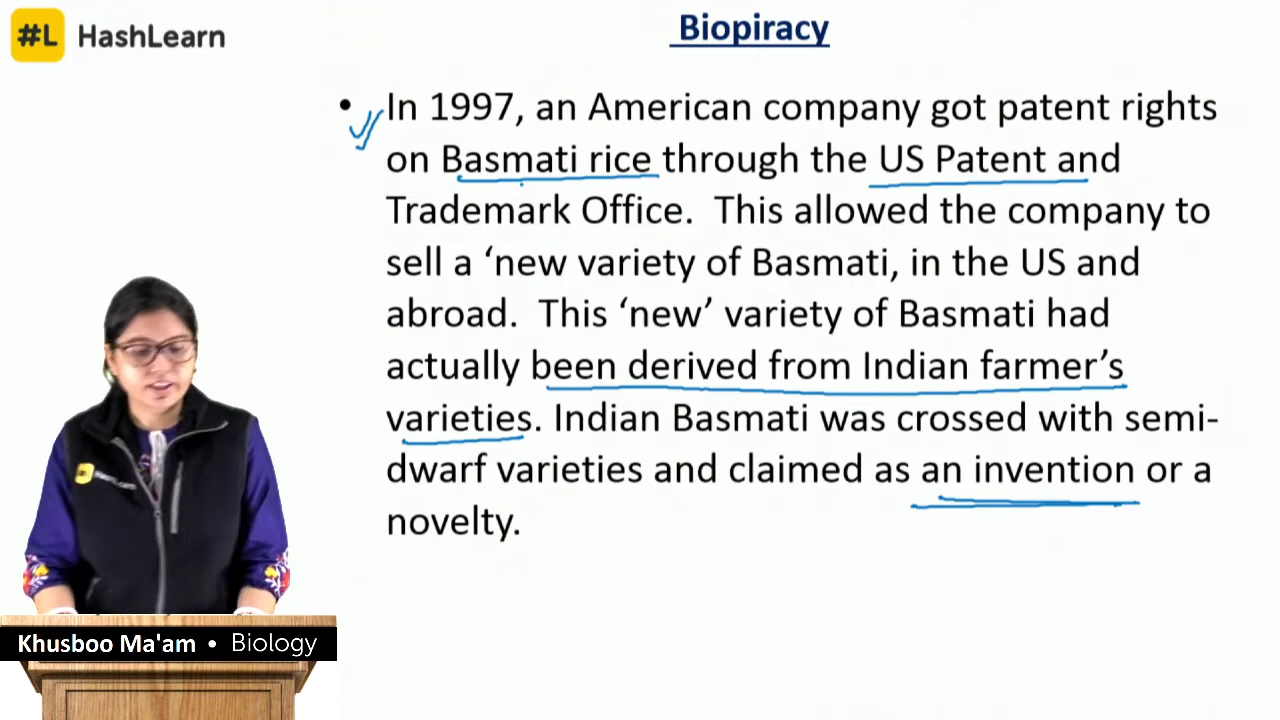 #L HashLearn
Biopiracy
• In 1997, an American company got patent rights
on Basmati rice through the US Patent and
Trademark Office.  This allowed the company to
sell a ‘new variety of Basmati, in the US and
abroad.  This ‘new’ variety of Basmati had
actually been derived from Indian farmer’s
varieties. Indian Basmati was crossed with semi-
dwarf varieties and claimed as an invention or a
novelty.
Khusboo Ma'am • Biology